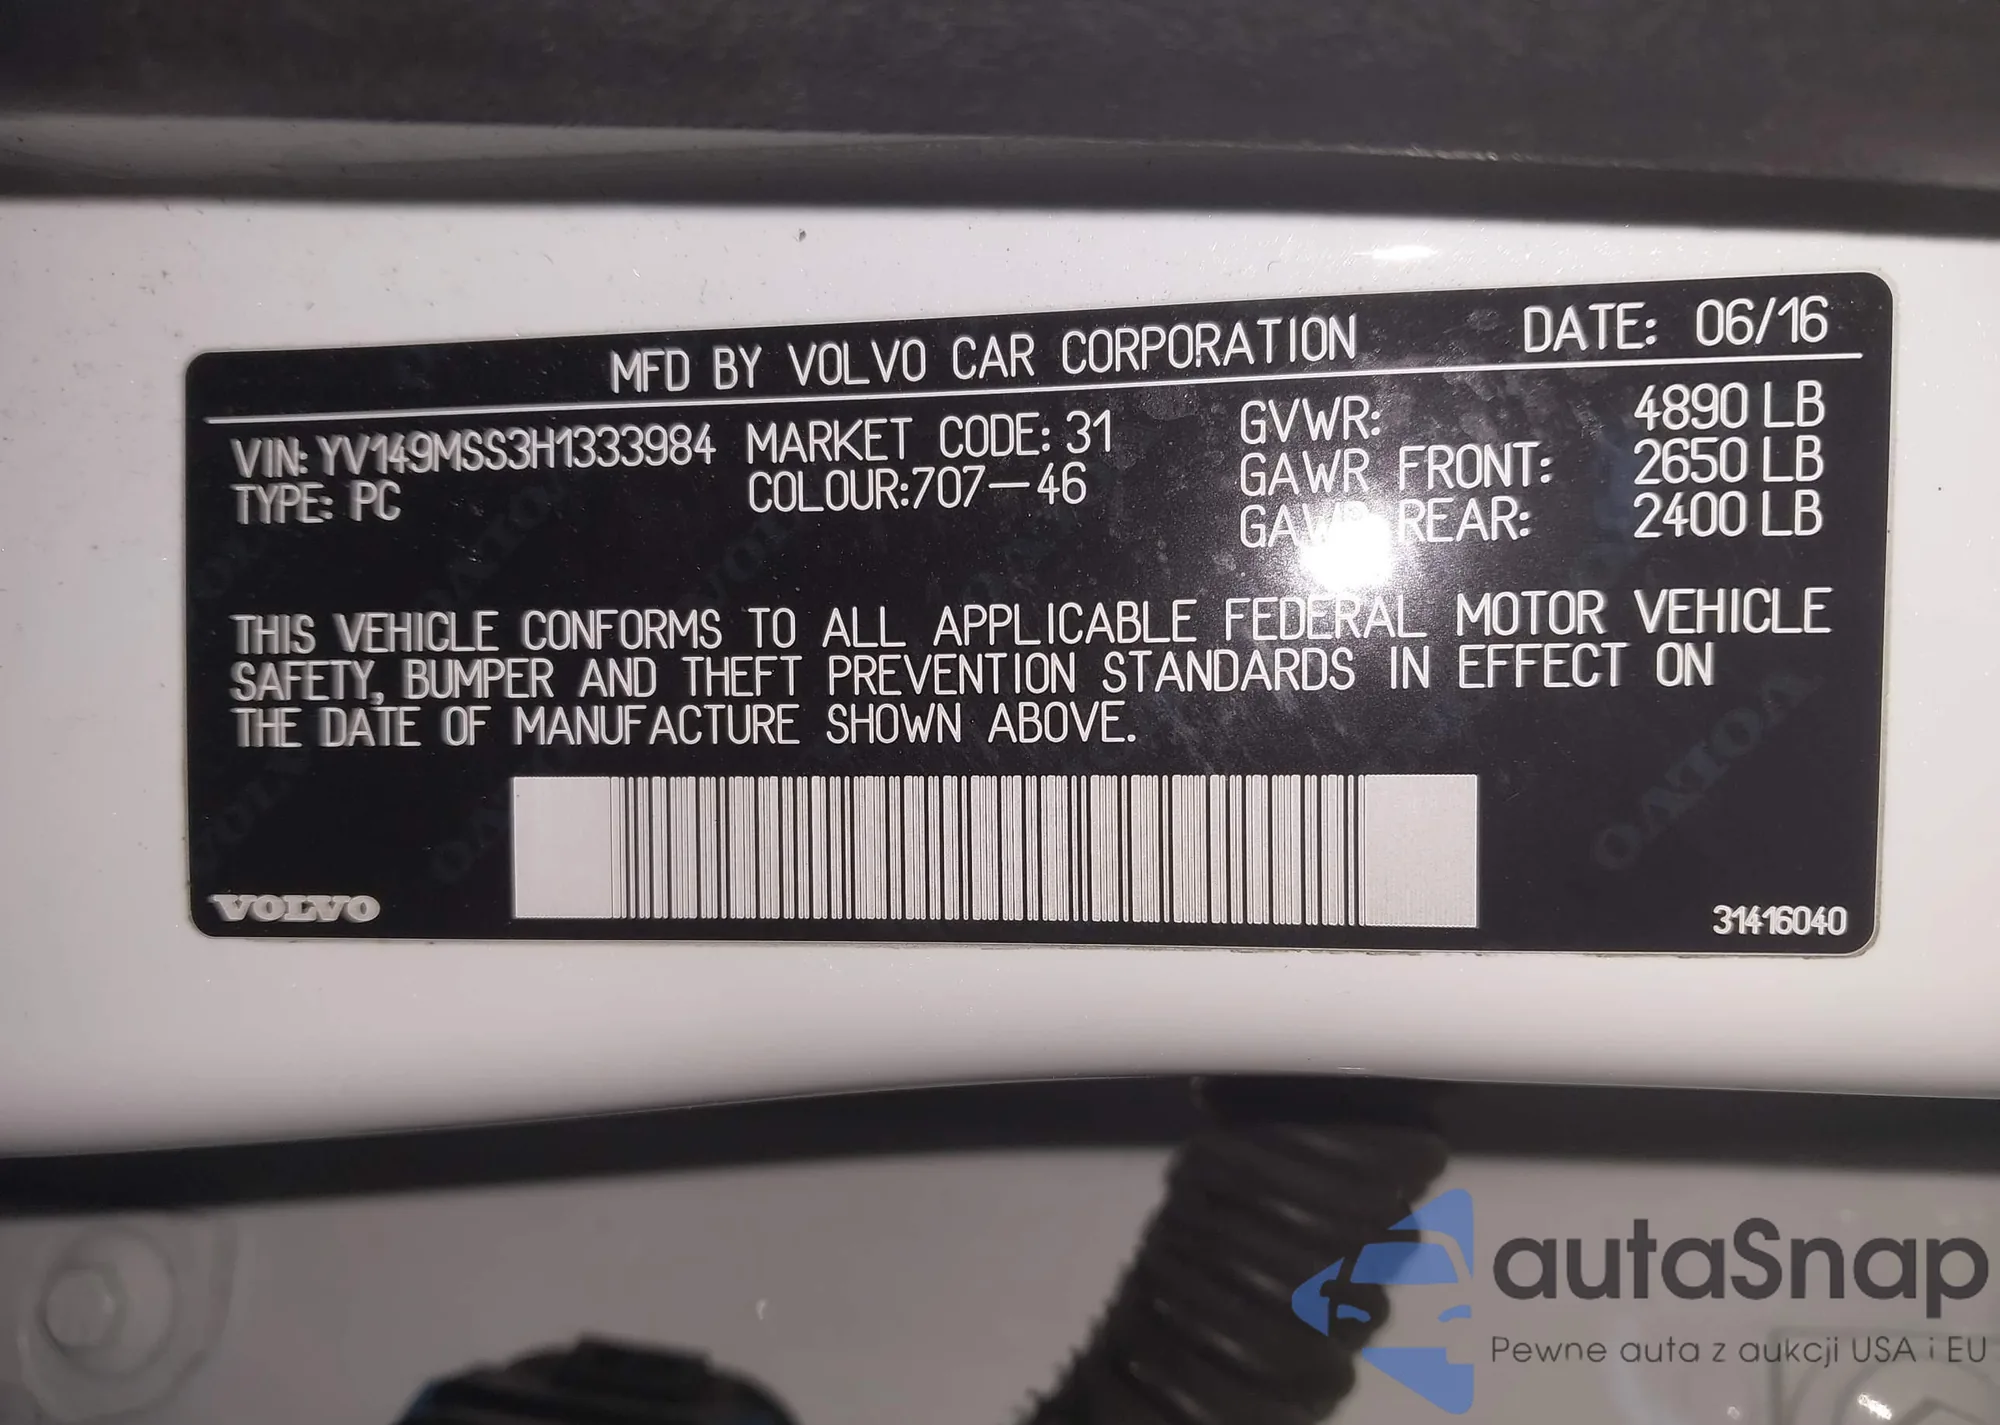 MFD BY VOLVO CAR CORPORATION DATE: 06/16
VIN: YV149MSS3H1333984 MARKET CODE: 31 GVWR: 4890 LB
TYPE: PC COLOUR:707-46 GAWR FRONT: 2650 LB
GAWR REAR: 2400 LB
THIS VEHICLE CONFORMS TO ALL APPLICABLE FEDERAL MOTOR VEHICLE
SAFETY, BUMPER AND THEFT PREVENTION STANDARDS IN EFFECT ON
THE DATE OF MANUFACTURE SHOWN ABOVE.
VOLVO
31416040
autaSnap
Pewne auta z aukcji USA i EU